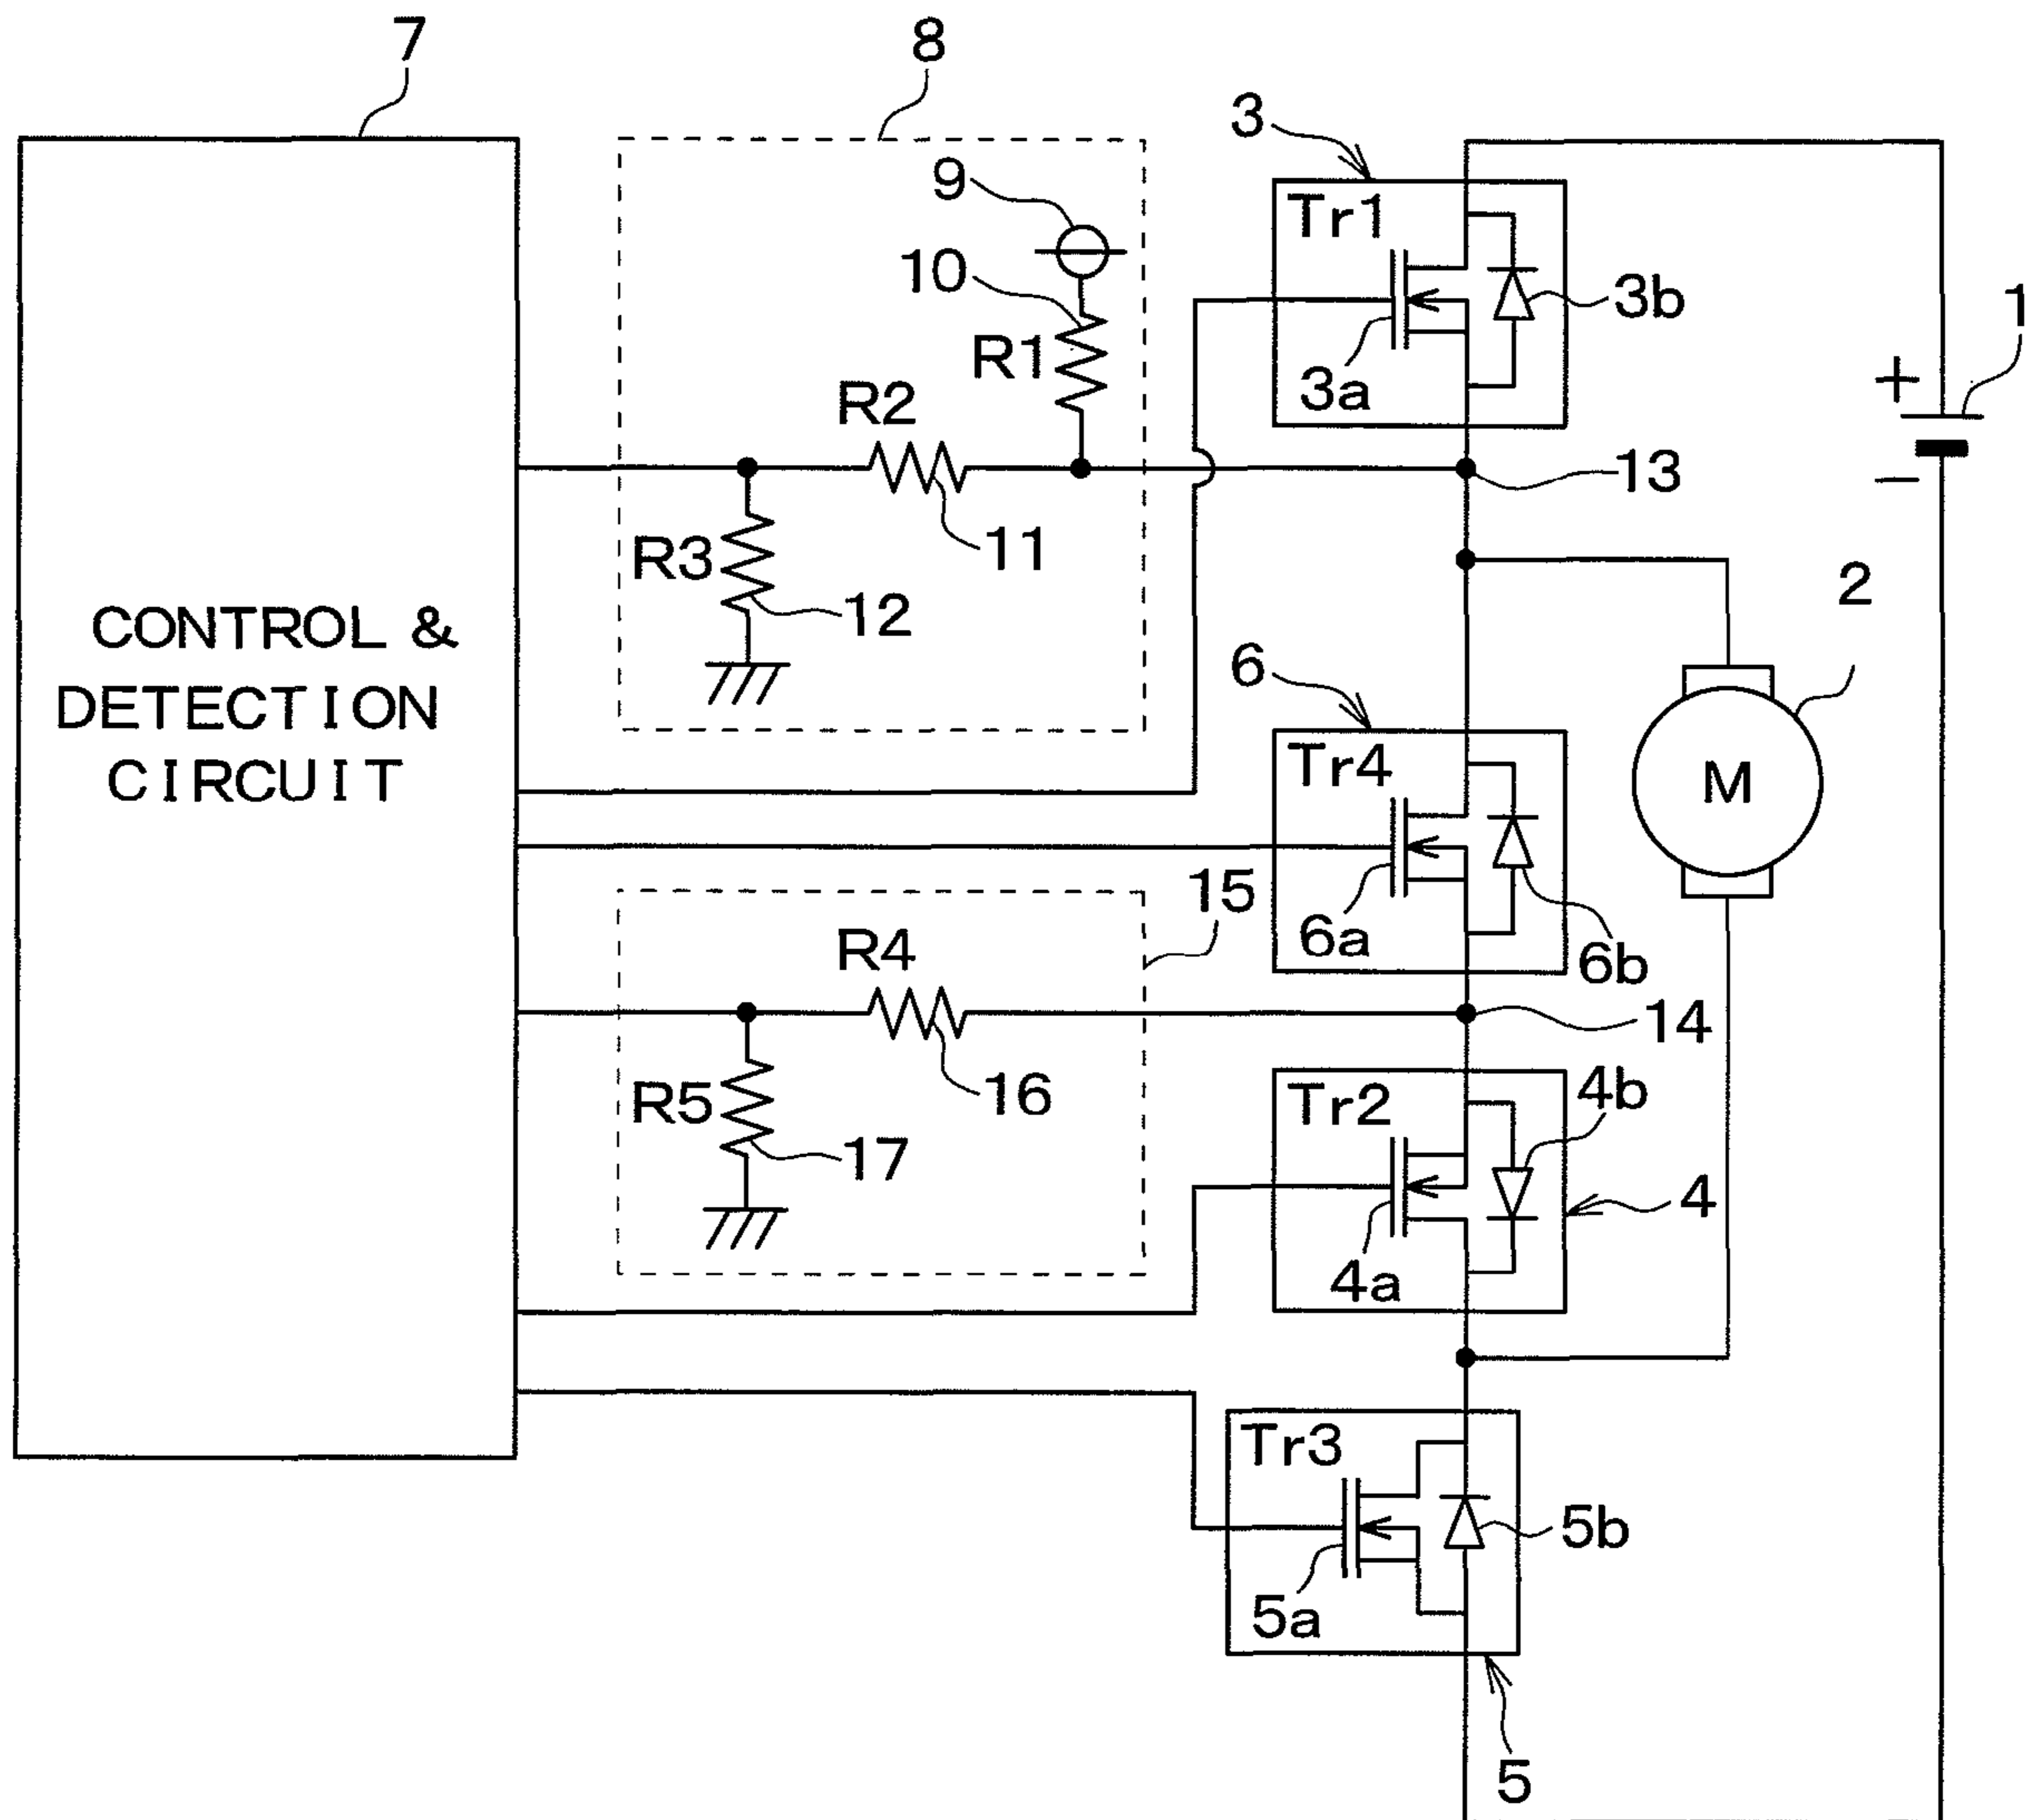 7
8
3
9
Tr1
10
3b
1
R1
3a
+
R2
13
−
11
R3
2
12
CONTROL &
6
DETECTION
Tr4
CIRCUIT
M
15
6a
R4
6b
14
4b
R5
16
Tr2
17
4
4a
Tr3
5b
5a
5